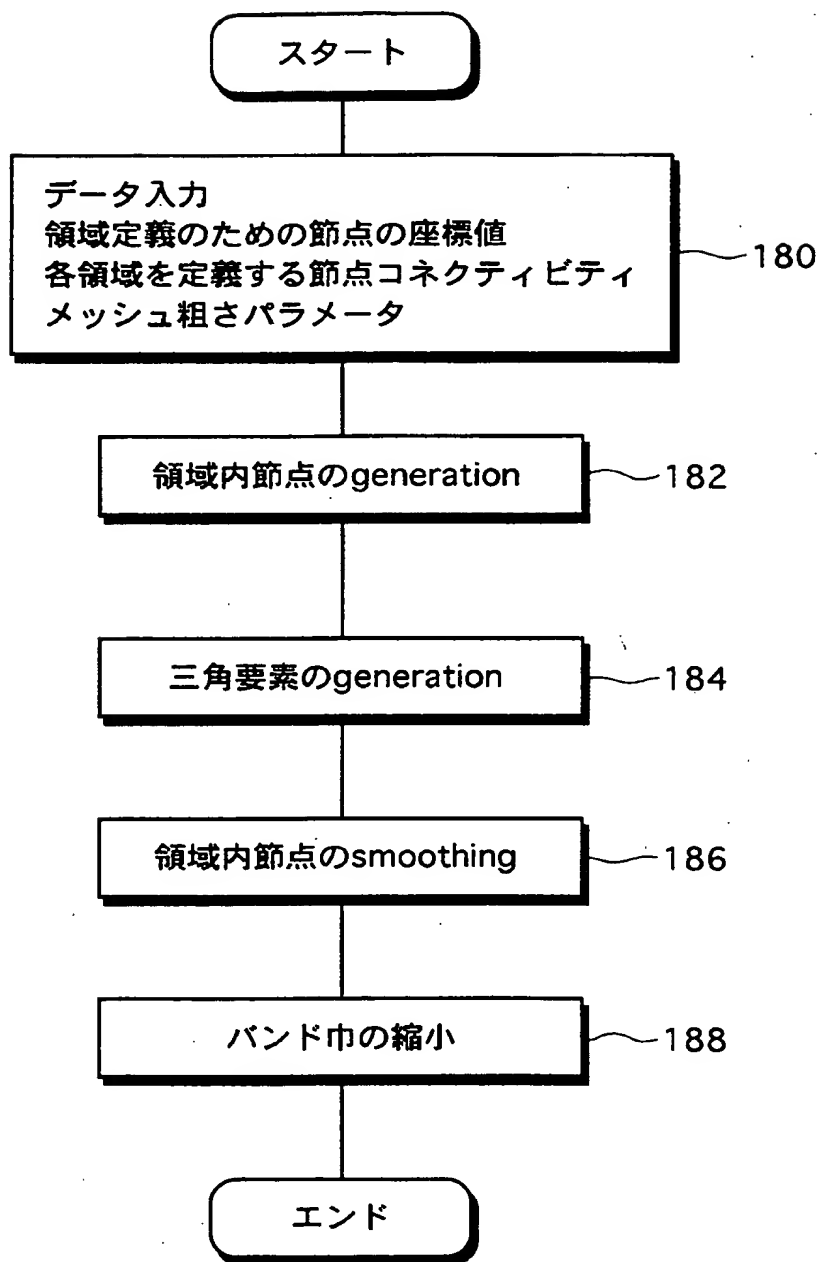 スタート
データ入力
領域定義のための節点の座標値
各領域を定義する節点コネクティビティ
メッシュ粗さパラメータ
180
領域内節点のgeneration
182
三角要素のgeneration
184
領域内節点のsmoothing
186
バンド巾の縮小
188
エンド